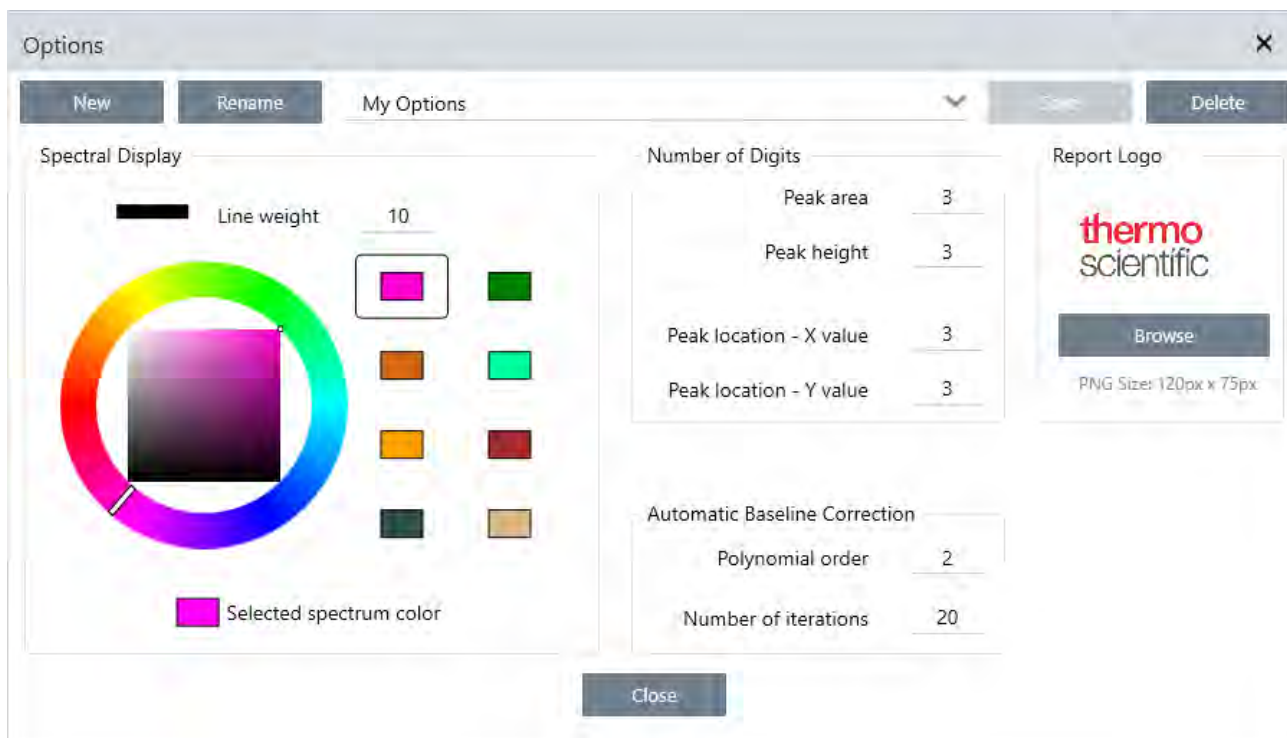 Options
New
Rename
My Options
Save
Delete
Spectral Display
Line weight 10
Selected spectrum color
Number of Digits
Peak area 3
Peak height 3
Peak location - X value 3
Peak location - Y value 3
Automatic Baseline Correction
Polynomial order 2
Number of iterations 20
Report Logo
thermo
scientific
Browse
PNG Size: 120px x 75px
Close